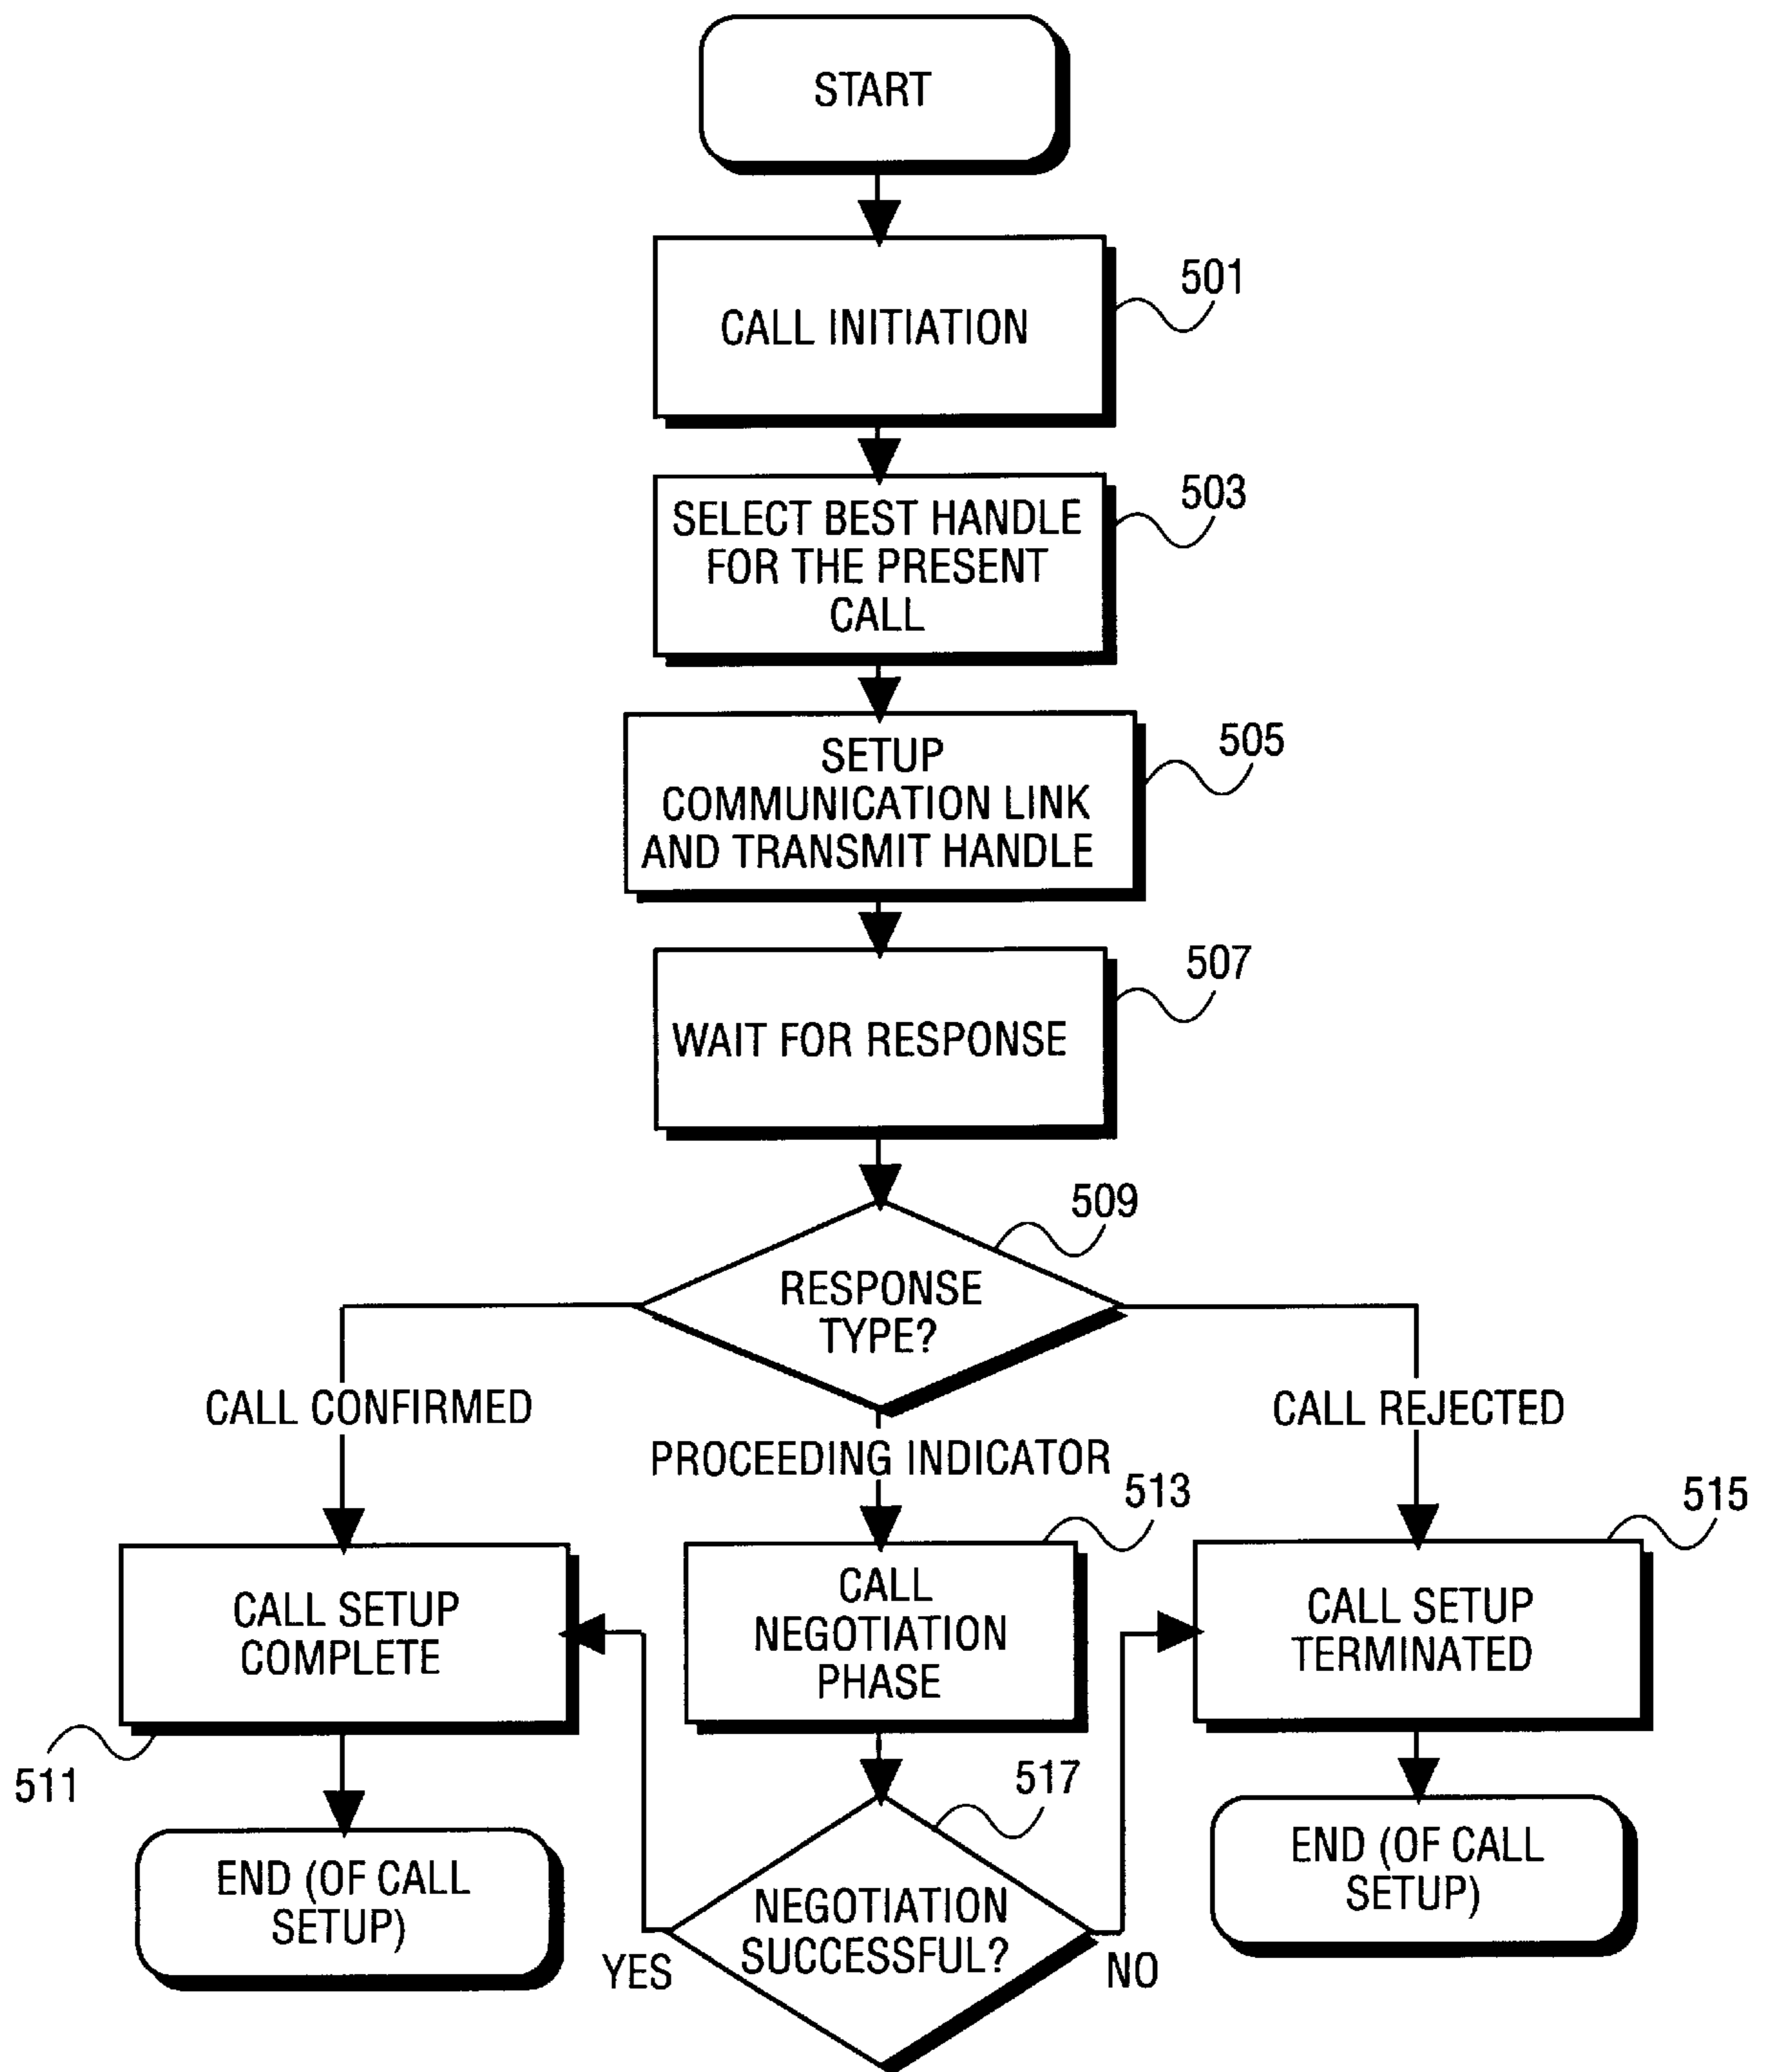 START
CALL INITIATION
501
SELECT BEST HANDLE
FOR THE PRESENT
CALL
503
SETUP
COMMUNICATION LINK
AND TRANSMIT HANDLE
505
WAIT FOR RESPONSE
507
RESPONSE
TYPE?
509
CALL CONFIRMED
PROCEEDING INDICATOR
CALL REJECTED
CALL SETUP
COMPLETE
511
CALL
NEGOTIATION
PHASE
513
CALL SETUP
TERMINATED
515
END (OF CALL
SETUP)
NEGOTIATION
SUCCESSFUL?
517
YES
NO
END (OF CALL
SETUP)